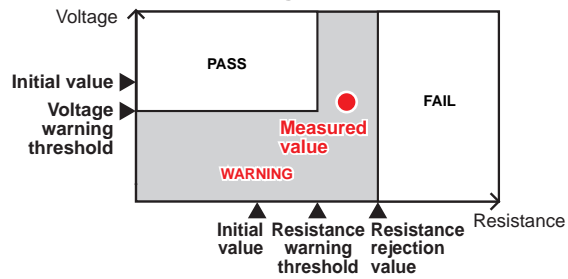 Voltage
PASS
Initial value
FAIL
Voltage
warning
threshold
Measured
value
WARNING
Resistance
Initial
value
Resistance
warning
threshold
Resistance
rejection
value